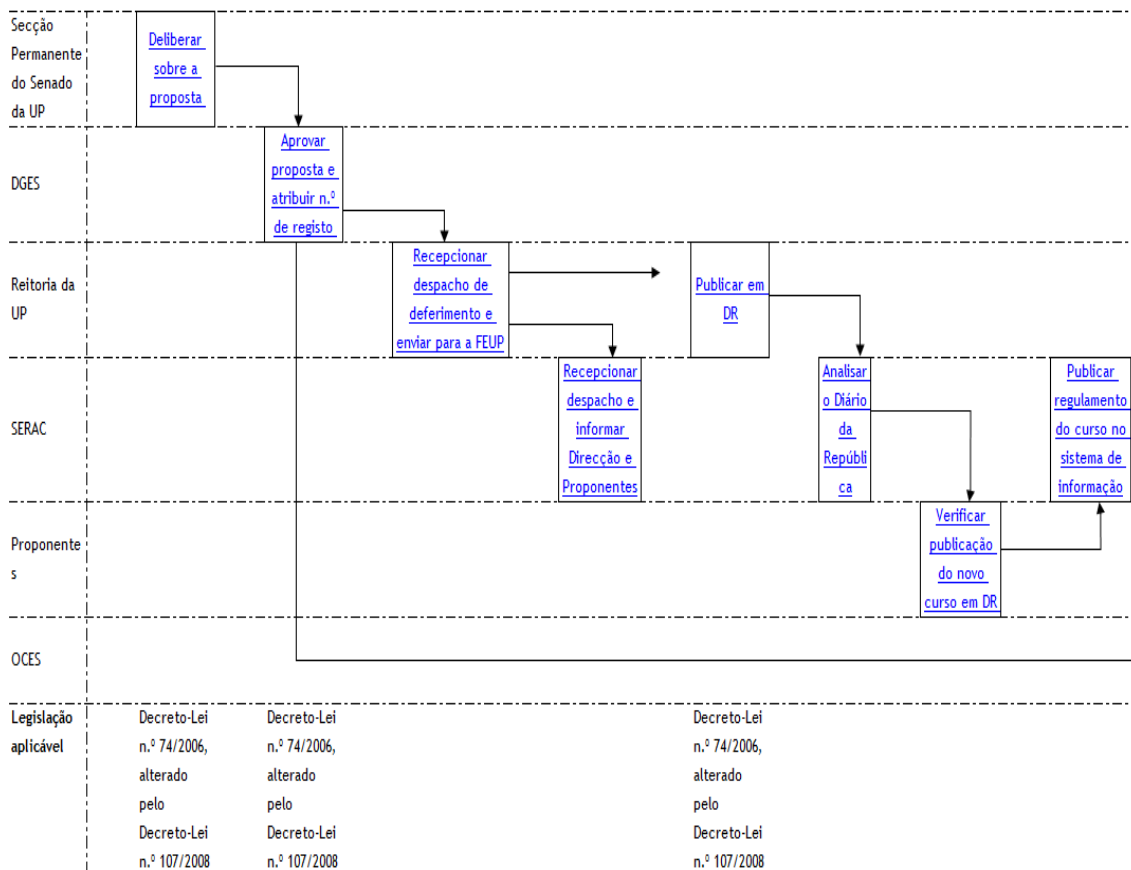 Secção
Permanente
do Senado
da UP
Deliberar
sobre a
proposta
DGES
Aprovar
proposta e
atribuir n.º
de registo
Reitoria da
UP
Recepcionar
despacho de
deferimento e
enviar para a FEUP
Publicar em
DR
SERAC
Recepcionar
despacho e
informar
Direcção e
Proponentes
Analisar
o Diário
da
Repúbli
ca
Publicar
regulamento
do curso no
sistema de
informação
Proponente
s
Verificar
publicação
do novo
curso em DR
OCES
Legislação
aplicável
Decreto-Lei
n.º 74/2006,
alterado
pelo
Decreto-Lei
n.º 107/2008
Decreto-Lei
n.º 74/2006,
alterado
pelo
Decreto-Lei
n.º 107/2008
Decreto-Lei
n.º 74/2006,
alterado
pelo
Decreto-Lei
n.º 107/2008